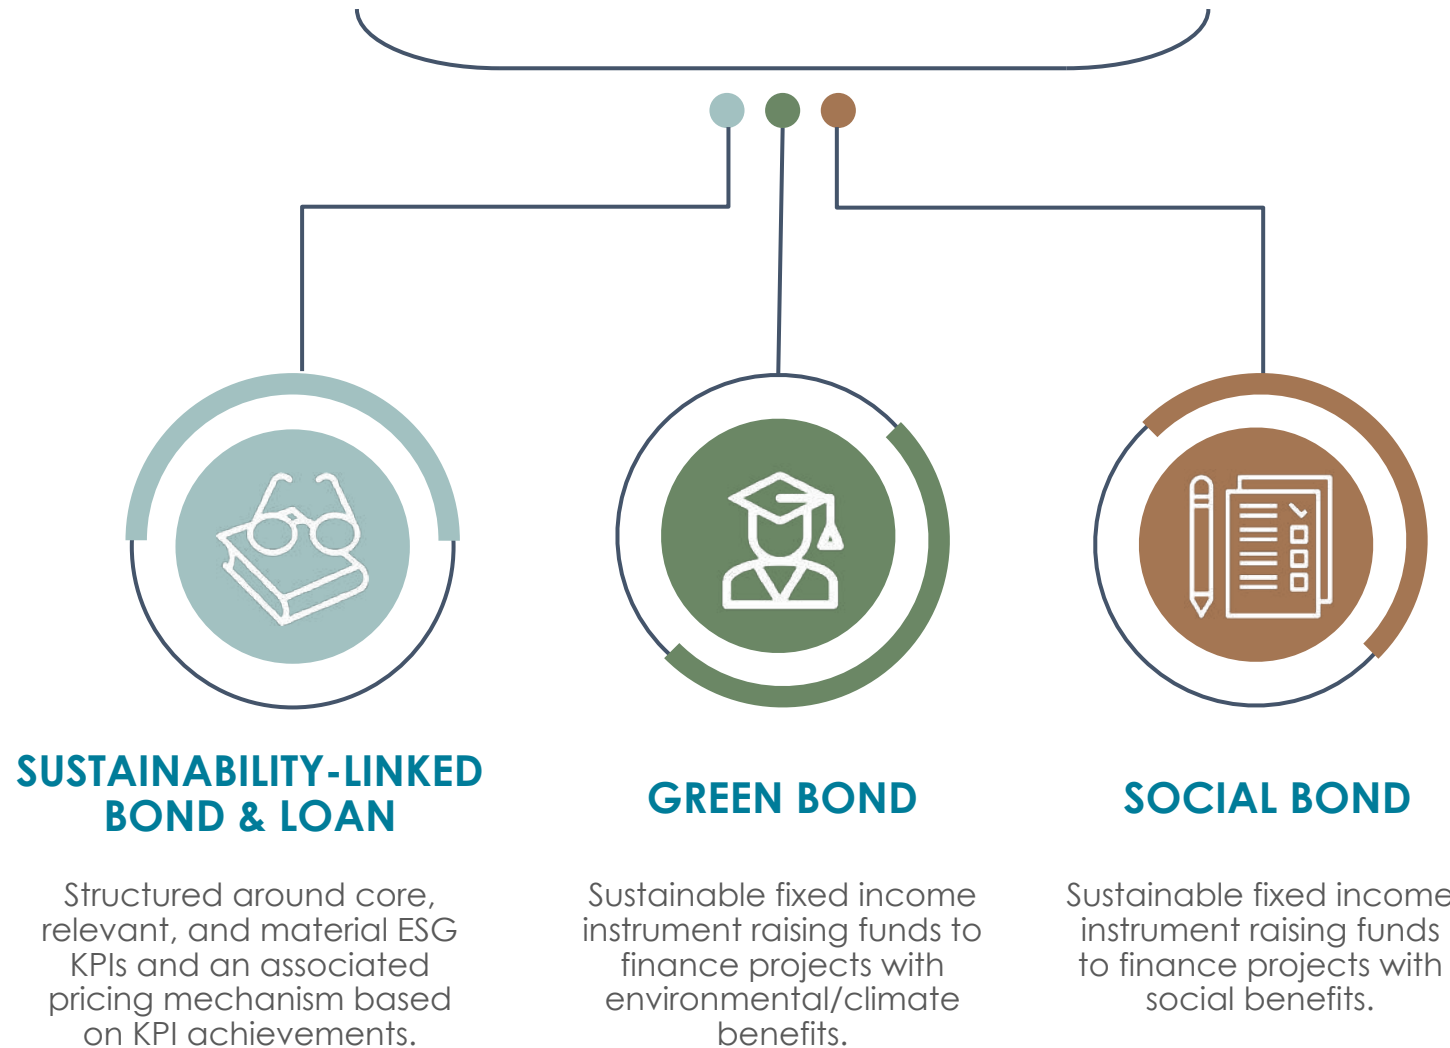 SUSTAINABILITY-LINKED
BOND & LOAN
Structured around core,
relevant, and material ESG
KPIs and an associated
pricing mechanism based
on KPI achievements.
GREEN BOND
Sustainable fixed income
instrument raising funds to
finance projects with
environmental/climate
benefits.
SOCIAL BOND
Sustainable fixed income
instrument raising funds
to finance projects with
social benefits.